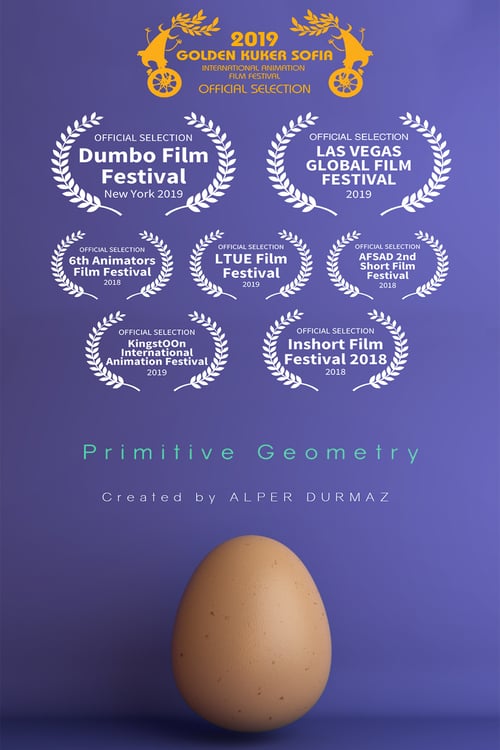 2019
GOLDEN KUKER SOFIA
INTERNATIONAL ANIMATION
FILM FESTIVAL
OFFICIAL SELECTION
OFFICIAL SELECTION
Dumbo Film
Festival
New York 2019
OFFICIAL SELECTION
LAS VEGAS
GLOBAL FILM
FESTIVAL
2019
OFFICIAL SELECTION
6th Animators
Film Festival
2018
OFFICIAL SELECTION
LTUE Film
Festival
2019
OFFICIAL SELECTION
AFSAD 2nd
Short Film
Festival
2018
OFFICIAL SELECTION
KingstOOn
International
Animation Festival
2019
OFFICIAL SELECTION
Inshort Film
Festival 2018
2018
Primitive Geometry
Created by ALPER DURMAZ